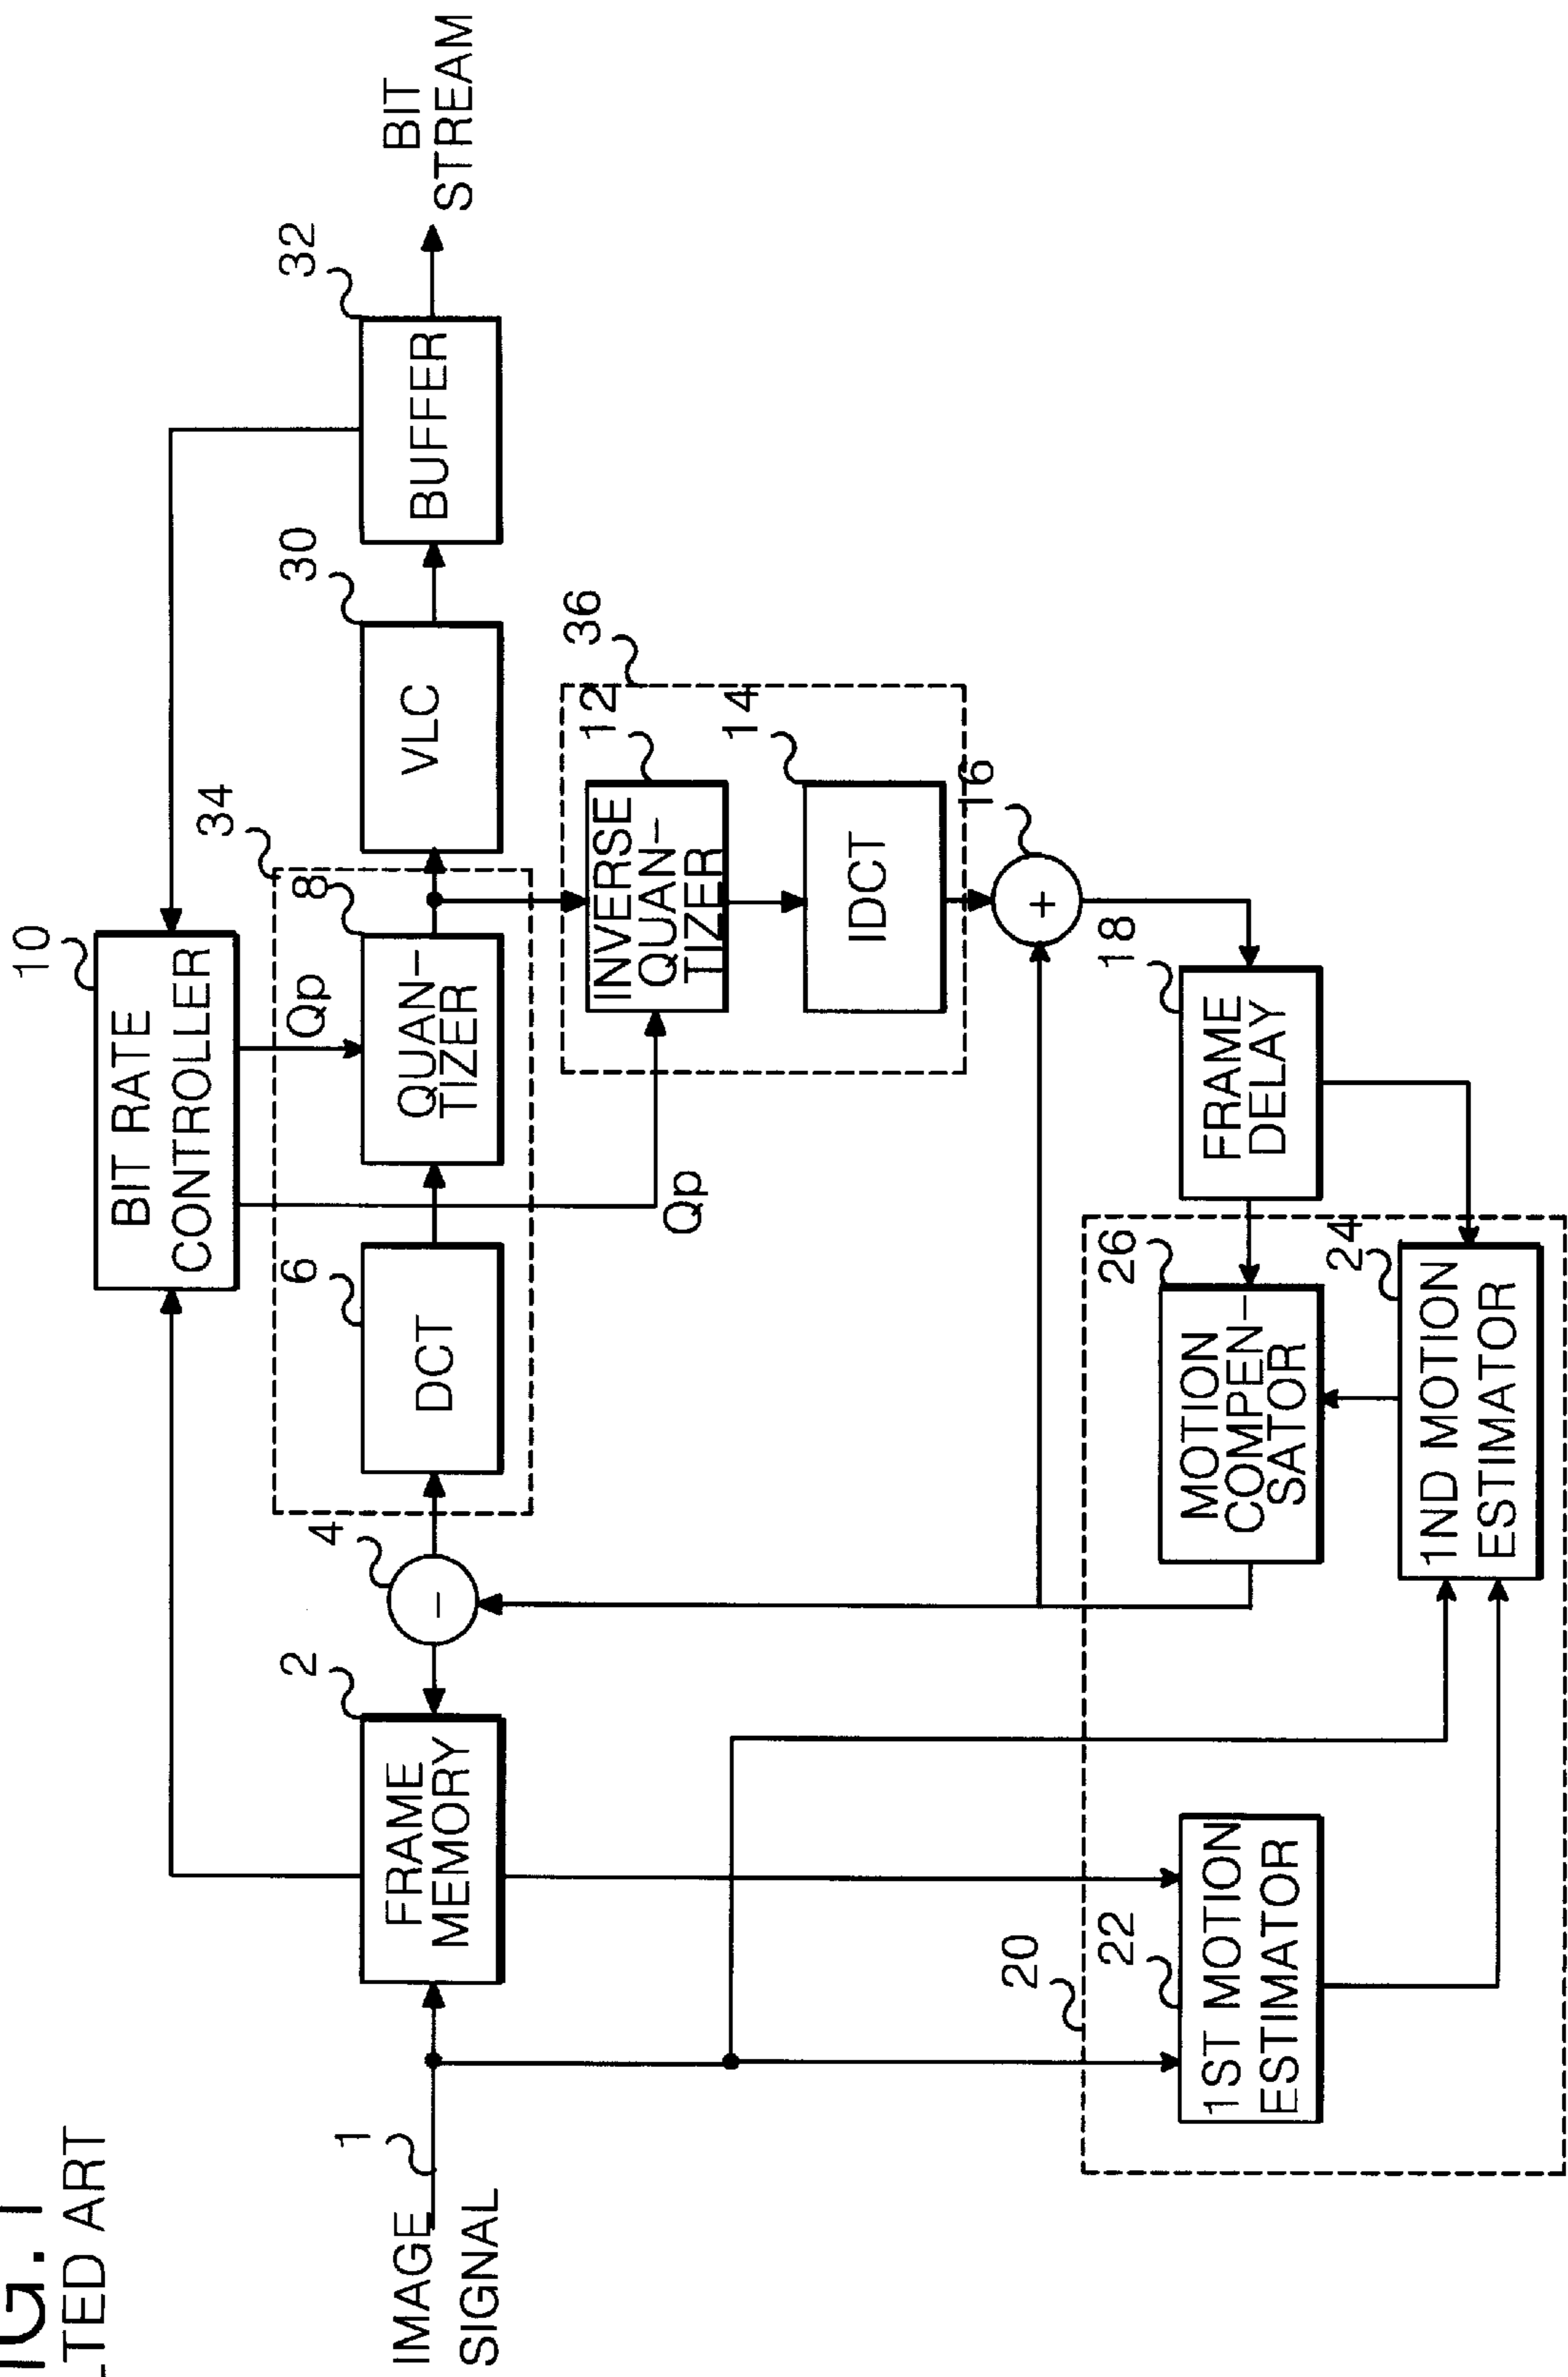 IG. 1
TED ART
IMAGE
SIGNAL
1
FRAME
MEMORY
2
−
4
DCT
6
QUAN−
TIZER
8
34
Qp
BIT RATE
CONTROLLER
10
VLC
30
BUFFER
32
BIT
STREAM
Qp
INVERSE
QUAN−
TIZER
12
36
IDCT
14
+
16
FRAME
DELAY
18
MOTION
COMPEN−
SATOR
26
1ND MOTION
ESTIMATOR
24
1ST MOTION
ESTIMATOR
22
20